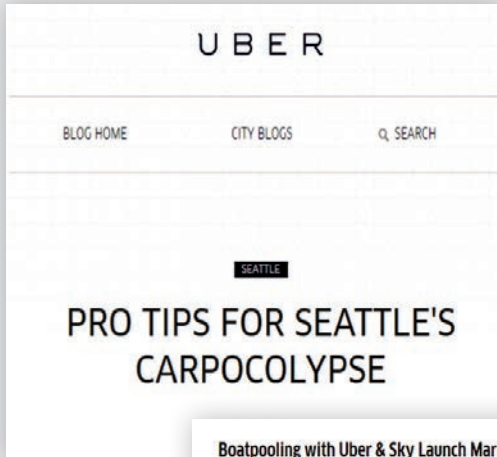 UBER
BLOG HOME
CITY BLOGS
SEARCH
SEATTLE
PRO TIPS FOR SEATTLE'S
CARPOCOLYPSE
Boatpooling with Uber & Sky Launch Mar